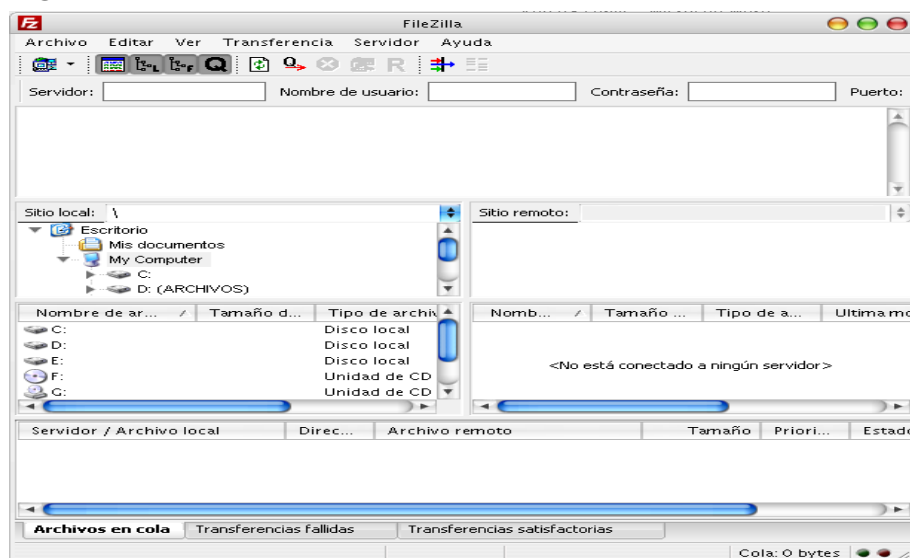 FileZilla
Archivo Editar Ver Transferencia Servidor Ayuda
Servidor: Nombre de usuario: Contraseña: Puerto:
Sitio local: \ Sitio remoto:
Escritorio
Mis documentos
My Computer
C:
D: (ARCHIVOS)
Nombre de ar... / Tamaño d... Tipo de archiv
C: Disco local
D: Disco local
E: Disco local
F: Unidad de CD
G: Unidad de CD
Nomb... / Tamaño ... Tipo de a... Ultima mo
<No está conectado a ningún servidor>
Servidor / Archivo local Direc... Archivo remoto Tamaño Priori... Estado
Archivos en cola Transferencias fallidas Transferencias satisfactorias
Cola: 0 bytes